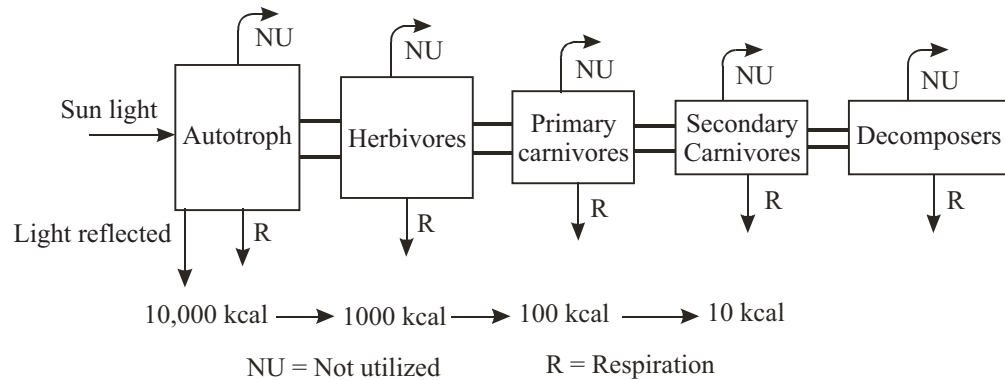 NU
NU
NU
NU
NU
Sun light
Autotroph
Herbivores
Primary
carnivores
Secondary
Carnivores
Decomposers
Light reflected
R
R
R
R
R
10,000 kcal
1000 kcal
100 kcal
10 kcal
NU = Not utilized
R = Respiration